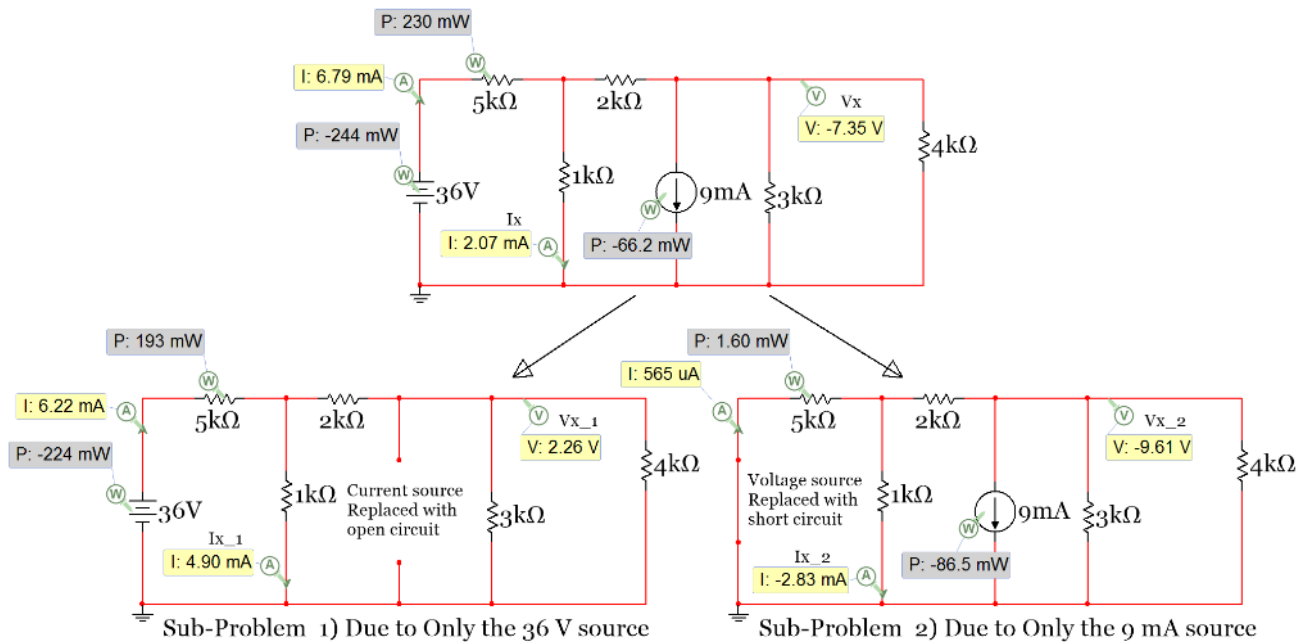 P: 230 mW
W
I: 6.79 mA
A
5kΩ
2kΩ
Vx
V
V: -7.35 V
P: -244 mW
4kΩ
W
36V
1kΩ
9mA
3kΩ
W
Ix
I: 2.07 mA
A
P: -66.2 mW
P: 193 mW
W
I: 6.22 mA
A
5kΩ
2kΩ
Vx_1
V
V: 2.26 V
P: -224 mW
4kΩ
W
36V
1kΩ
Current source
Replaced with
open circuit
3kΩ
Ix_1
I: 4.90 mA
A
Sub-Problem 1) Due to Only the 36 V source
P: 1.60 mW
W
I: 565 uA
A
5kΩ
2kΩ
Vx_2
V
V: -9.61 V
4kΩ
Voltage source
Replaced with
short circuit
1kΩ
9mA
3kΩ
W
Ix_2
I: -2.83 mA
A
P: -86.5 mW
Sub-Problem 2) Due to Only the 9 mA source